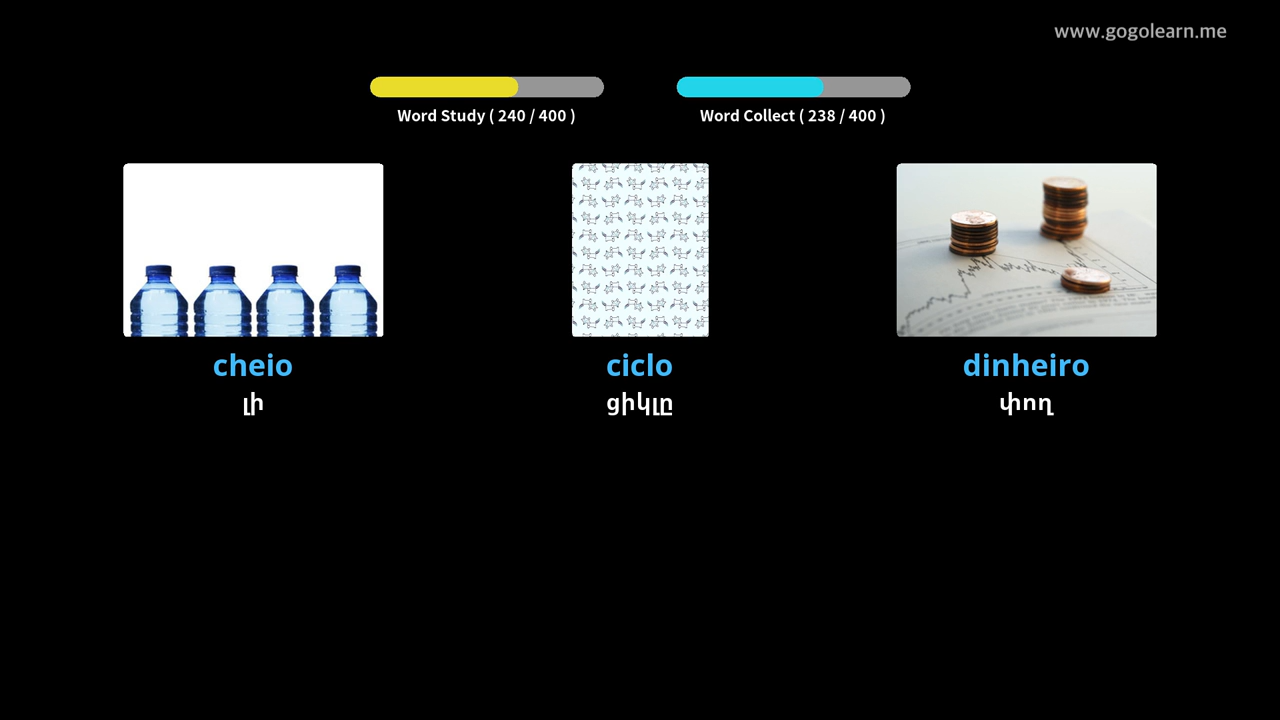 www.gogolearn.me
Word Study ( 240 / 400 )
Word Collect ( 238 / 400 )
cheio
ciclo
dinheiro
լի
ցիկլը
փող